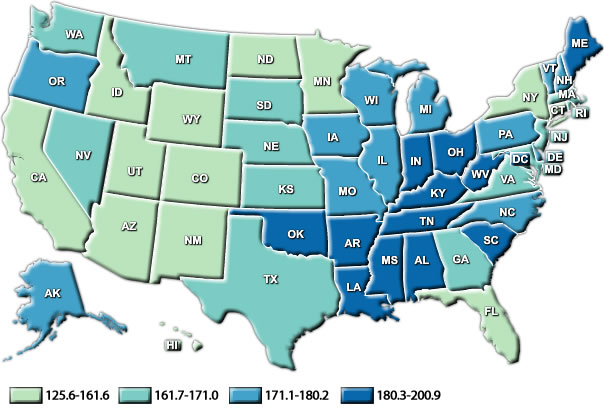 WA
MT
ND
MN
ME
OR
ID
WY
SD
WI
MI
NY
VT
NH
MA
CT
RI
NV
UT
CO
NE
IA
IL
IN
OH
PA
NJ
DE
MD
DC
CA
AZ
NM
KS
MO
KY
WV
VA
OK
AR
TN
NC
TX
LA
MS
AL
GA
SC
AK
HI
FL
125.6-161.6 161.7-171.0 171.1-180.2 180.3-200.9